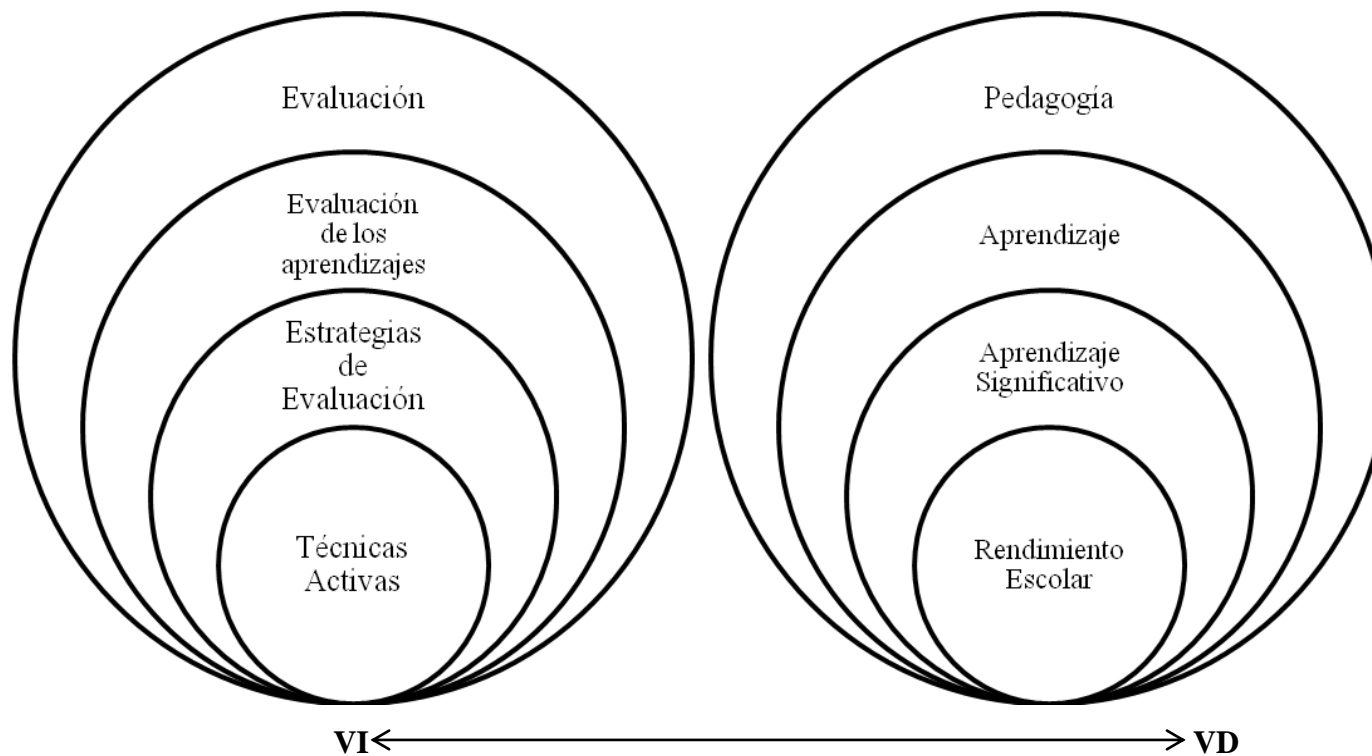 Evaluación
Evaluación
de los
aprendizajes
Estrategias
de
Evaluación
Técnicas
Activas
Pedagogía
Aprendizaje
Aprendizaje
Significativo
Rendimiento
Escolar
VI
VD